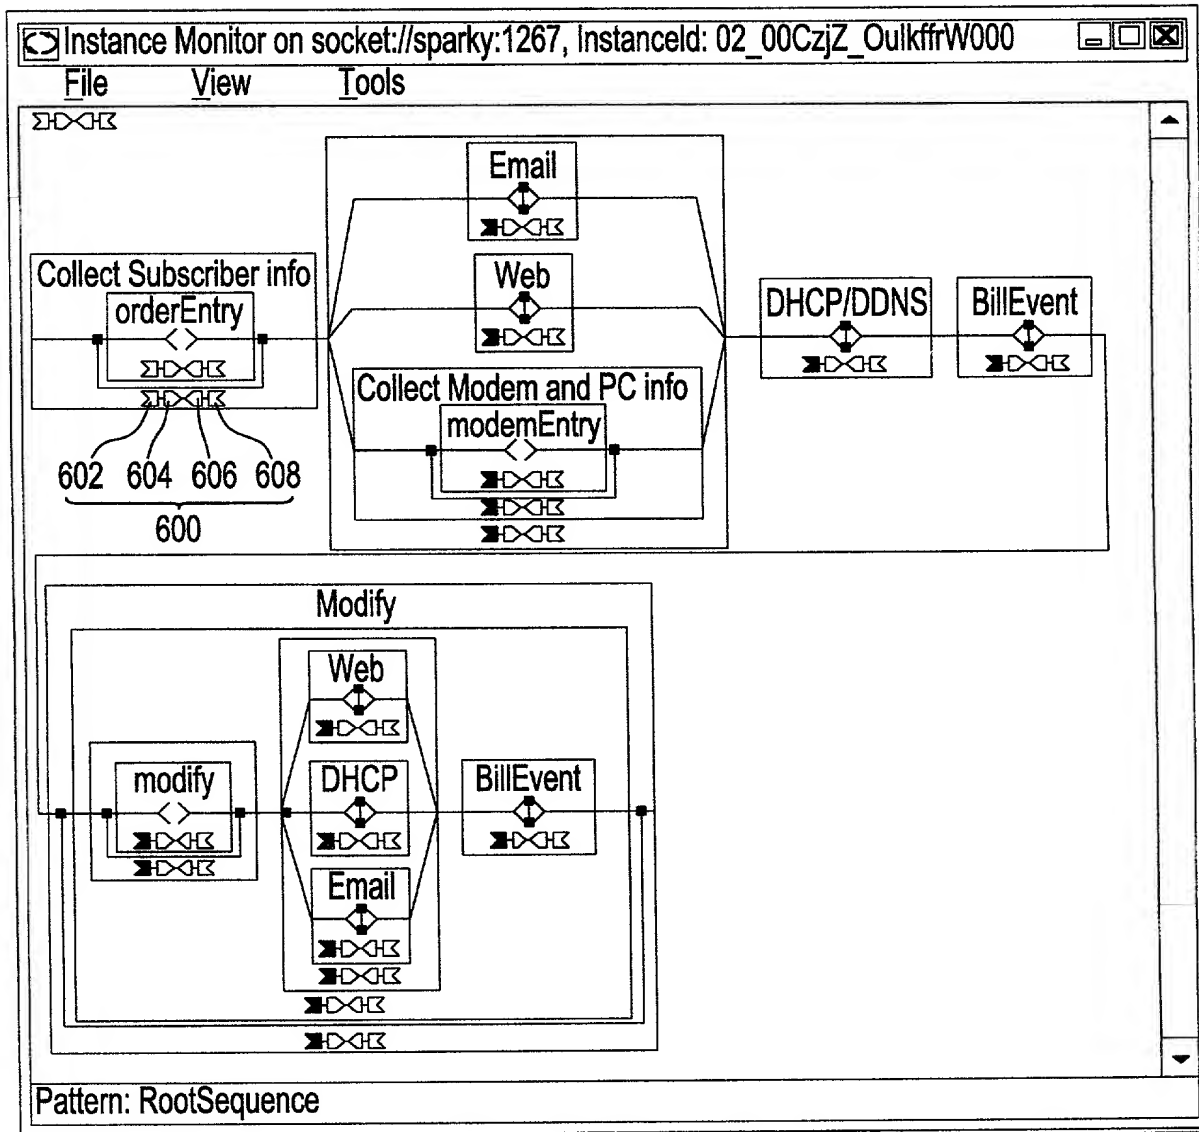 Instance Monitor on socket://sparky:1267, InstanceId: 02_00CzjZ_OulkffrW000
File View Tools
Email
Web
Collect Subscriber info
orderEntry
DHCP/DDNS
BillEvent
Collect Modem and PC info
modemEntry
602 604 606 608
600
Modify
Web
modify
DHCP
BillEvent
Email
Pattern: RootSequence